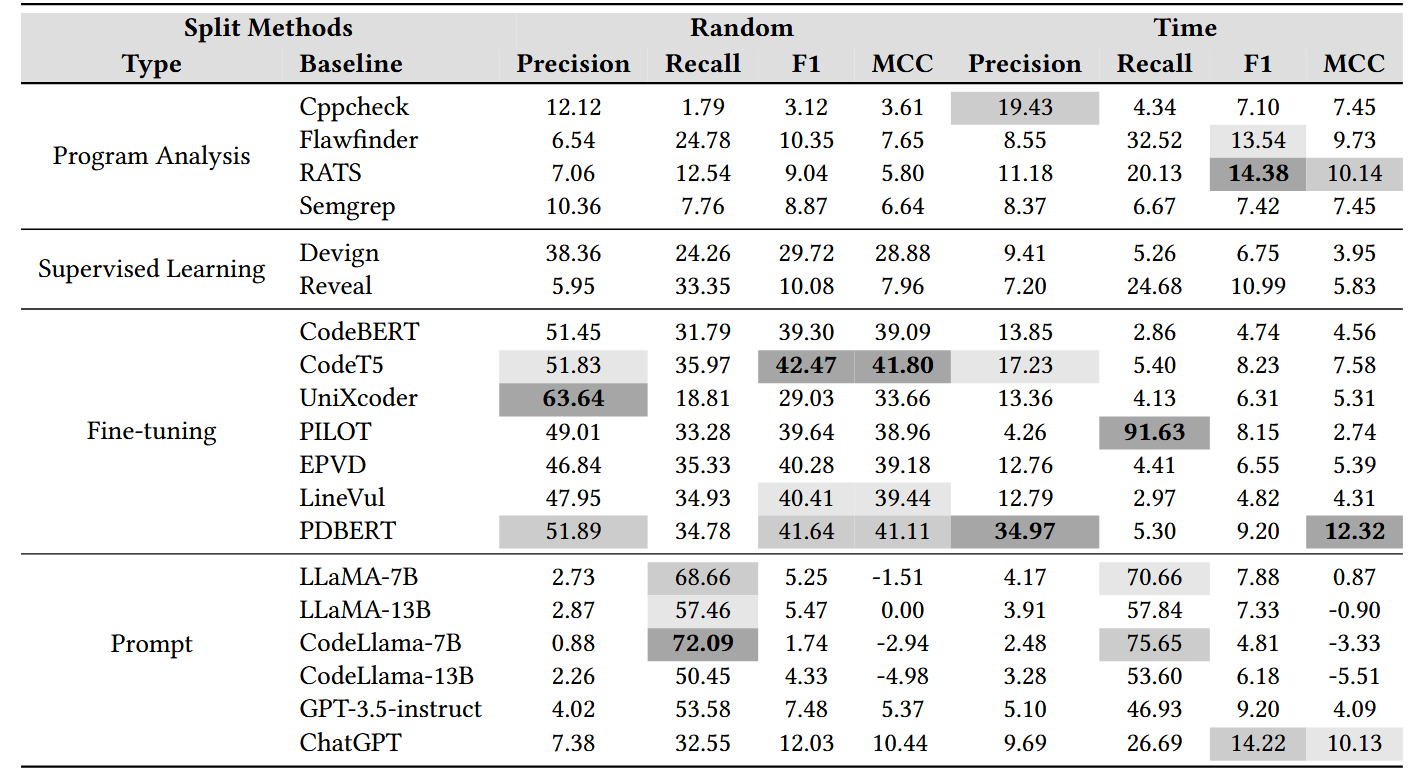 Split Methods Random Time
Type Baseline Precision Recall F1 MCC Precision Recall F1 MCC
Cppcheck 12.12 1.79 3.12 3.61 19.43 4.34 7.10 7.45
Flawfinder 6.54 24.78 10.35 7.65 8.55 32.52 13.54 9.73
Program Analysis
RATS 7.06 12.54 9.04 5.80 11.18 20.13 14.38 10.14
Semgrep 10.36 7.76 8.87 6.64 8.37 6.67 7.42 7.45
Devign 38.36 24.26 29.72 28.88 9.41 5.26 6.75 3.95
Supervised Learning
Reveal 5.95 33.35 10.08 7.96 7.20 24.68 10.99 5.83
CodeBERT 51.45 31.79 39.30 39.09 13.85 2.86 4.74 4.56
CodeT5 51.83 35.97 42.47 41.80 17.23 5.40 8.23 7.58
UniXcoder 63.64 18.81 29.03 33.66 13.36 4.13 6.31 5.31
Fine-tuning PILOT 49.01 33.28 39.64 38.96 4.26 91.63 8.15 2.74
EPVD 46.84 35.33 40.28 39.18 12.76 4.41 6.55 5.39
LineVul 47.95 34.93 40.41 39.44 12.79 2.97 4.82 4.31
PDBERT 51.89 34.78 41.64 41.11 34.97 5.30 9.20 12.32
LLaMA-7B 2.73 68.66 5.25 -1.51 4.17 70.66 7.88 0.87
LLaMA-13B 2.87 57.46 5.47 0.00 3.91 57.84 7.33 -0.90
Prompt CodeLlama-7B 0.88 72.09 1.74 -2.94 2.48 75.65 4.81 -3.33
CodeLlama-13B 2.26 50.45 4.33 -4.98 3.28 53.60 6.18 -5.51
GPT-3.5-instruct 4.02 53.58 7.48 5.37 5.10 46.93 9.20 4.09
ChatGPT 7.38 32.55 12.03 10.44 9.69 26.69 14.22 10.13